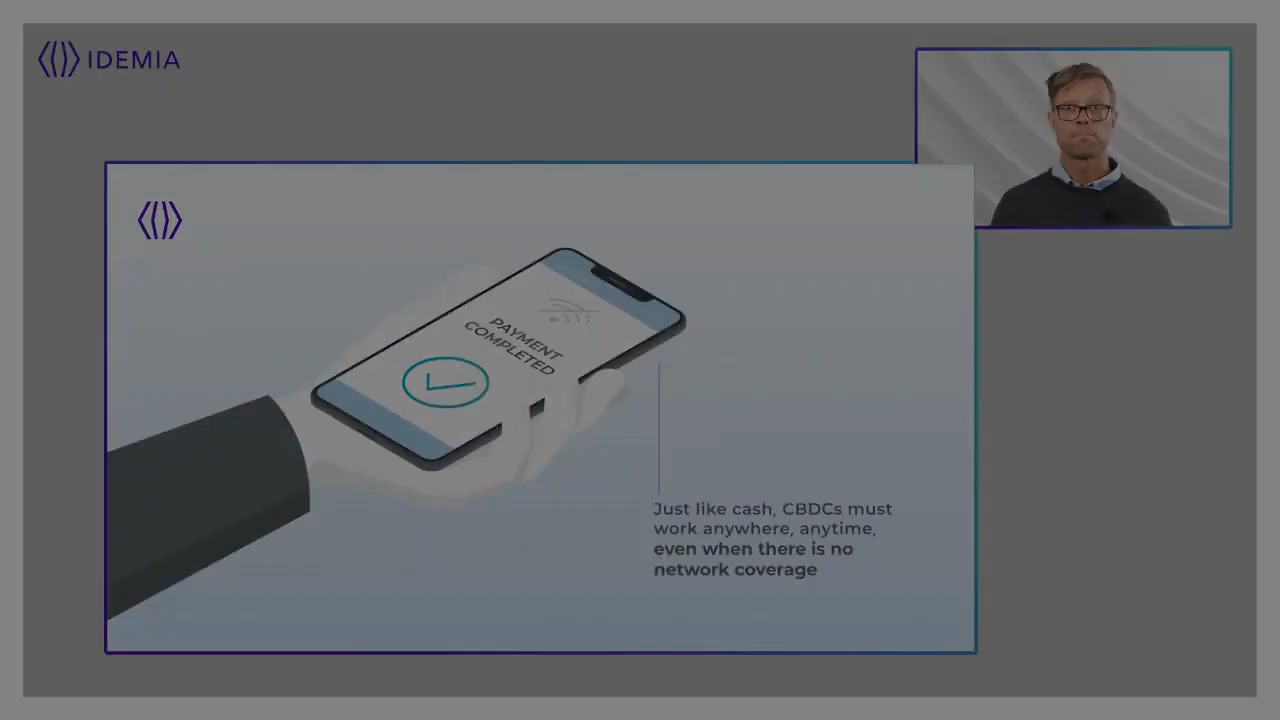 IDEMIA
PAYMENT
COMPLETED
Just like cash, CBDCs must
work anywhere, anytime,
even when there is no
network coverage